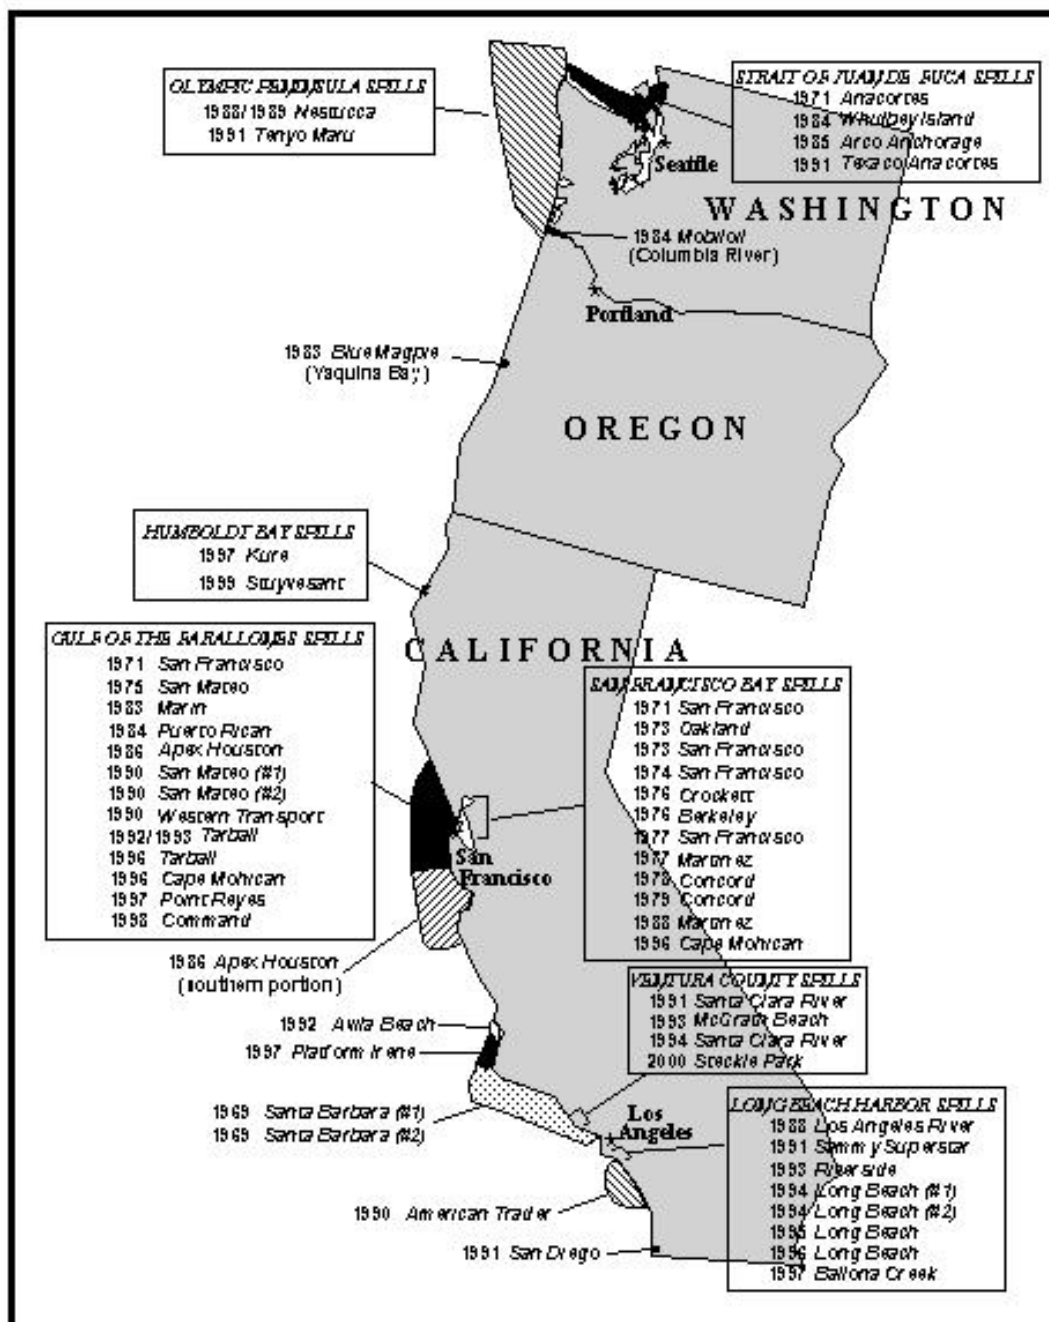 OLYMPIC PENINSULA SPILLS
1988/1989 Nestucca
1991 Tenyo Maru
STRAIT OF JUAN DE FUCA SPILLS
1971 Anacortes
1984 Whidbey Island
1985 Arco Anchorage
1991 Texaco Anacortes
Seattle
WASHINGTON
1984 Mobiloil
(Columbia River)
Portland
1983 Blue Magpie
(Yaquina Bay)
OREGON
HUMBOLDT BAY SPILLS
1997 Kure
1999 Stuyvesant
CALIFORNIA
GULF OF THE FARALLONES SPILLS
1971 San Francisco
1975 San Mateo
1983 Marin
1984 Puerto Rican
1986 Apex Houston
1990 San Mateo (#1)
1990 San Mateo (#2)
1990 Western Transport
1992/1993 Tarball
1996 Tarball
1996 Cape Mohican
1997 Point Reyes
1998 Command
SAN FRANCISCO BAY SPILLS
1971 San Francisco
1973 Oakland
1973 San Francisco
1974 San Francisco
1976 Crockett
1976 Berkeley
1977 San Francisco
1977 Martinez
1978 Concord
1979 Concord
1988 Martinez
1996 Cape Mohican
San
Francisco
1986 Apex Houston
(southern portion)
VENTURA COUNTY SPILLS
1991 Santa Clara River
1993 McGrath Beach
1994 Santa Clara River
2000 Steckle Park
1992 Avila Beach
1997 Platform Irene
1969 Santa Barbara (#1)
1969 Santa Barbara (#2)
Los
Angeles
LONG BEACH HARBOR SPILLS
1988 Los Angeles River
1991 Sammy Superstar
1993 Riverside
1994 Long Beach (#1)
1994 Long Beach (#2)
1995 Long Beach
1996 Long Beach
1997 Ballona Creek
1990 American Trader
1991 San Diego